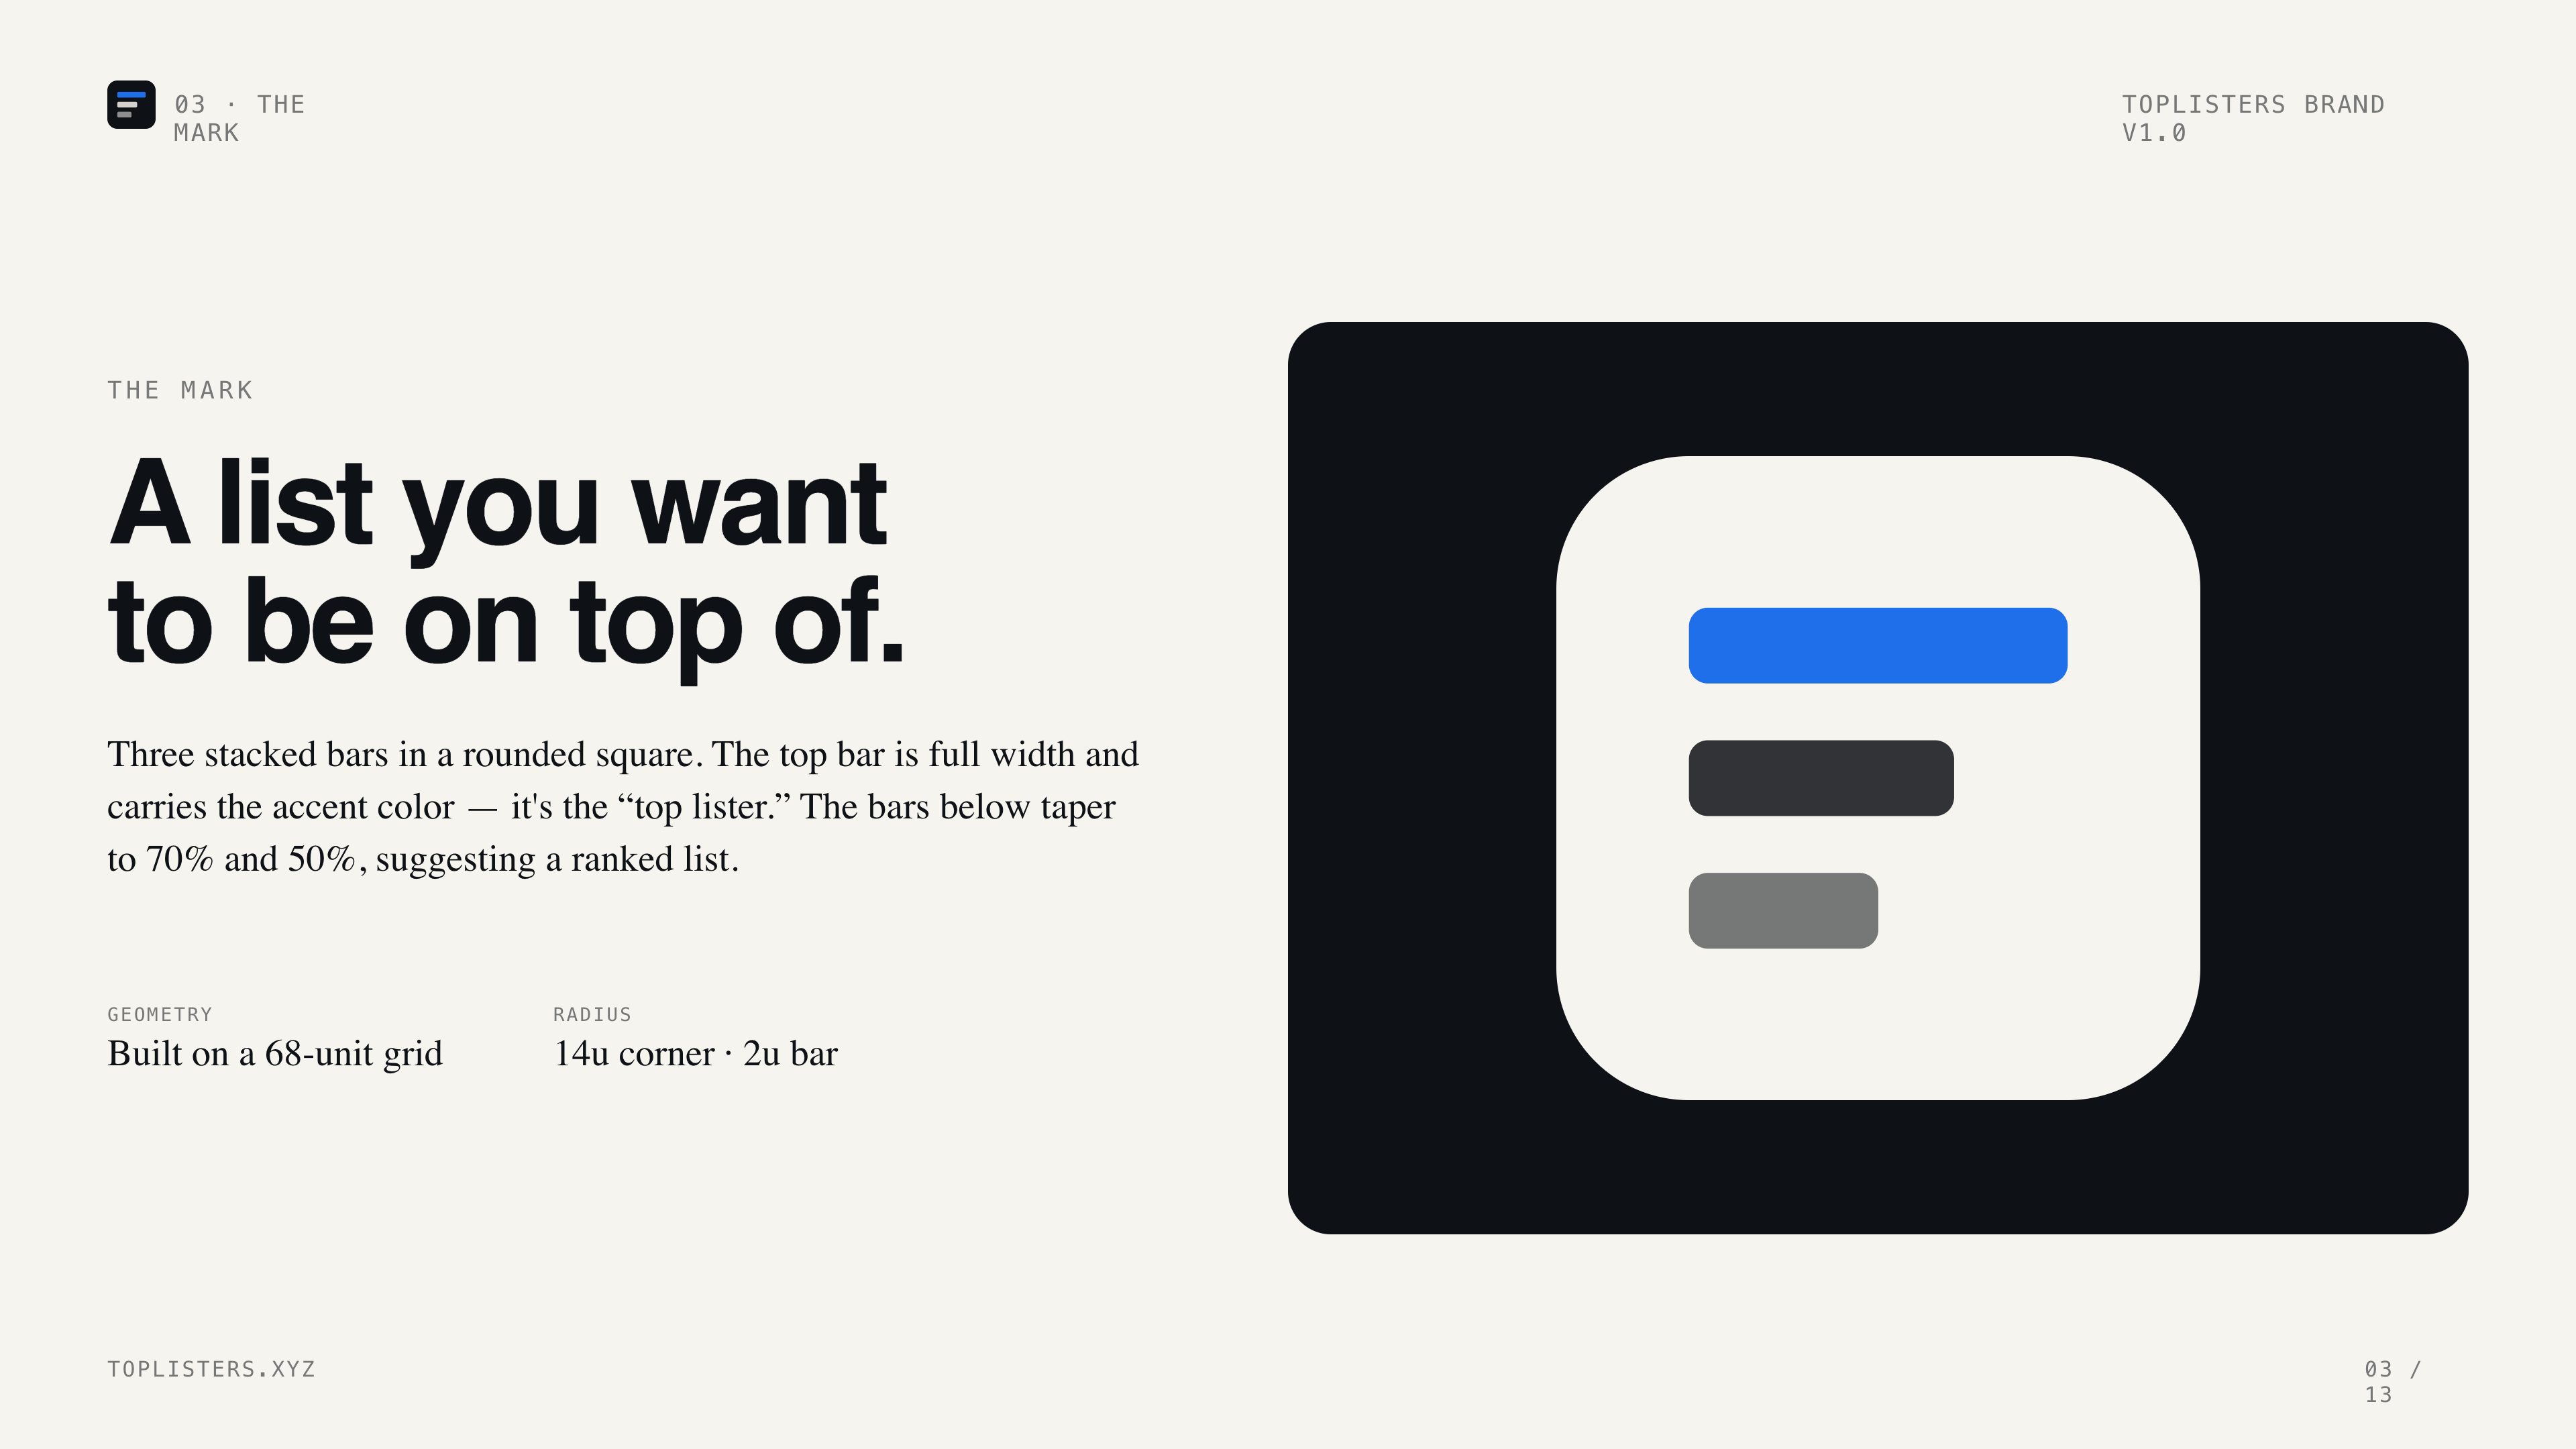 03 · THE
MARK
TOPLISTERS BRAND
V1.0
THE MARK
A list you want
to be on top of.
Three stacked bars in a rounded square. The top bar is full width and
carries the accent color — it's the “top lister.” The bars below taper
to 70% and 50%, suggesting a ranked list.
GEOMETRY
Built on a 68-unit grid
RADIUS
14u corner · 2u bar
TOPLISTERS.XYZ
03 /
13